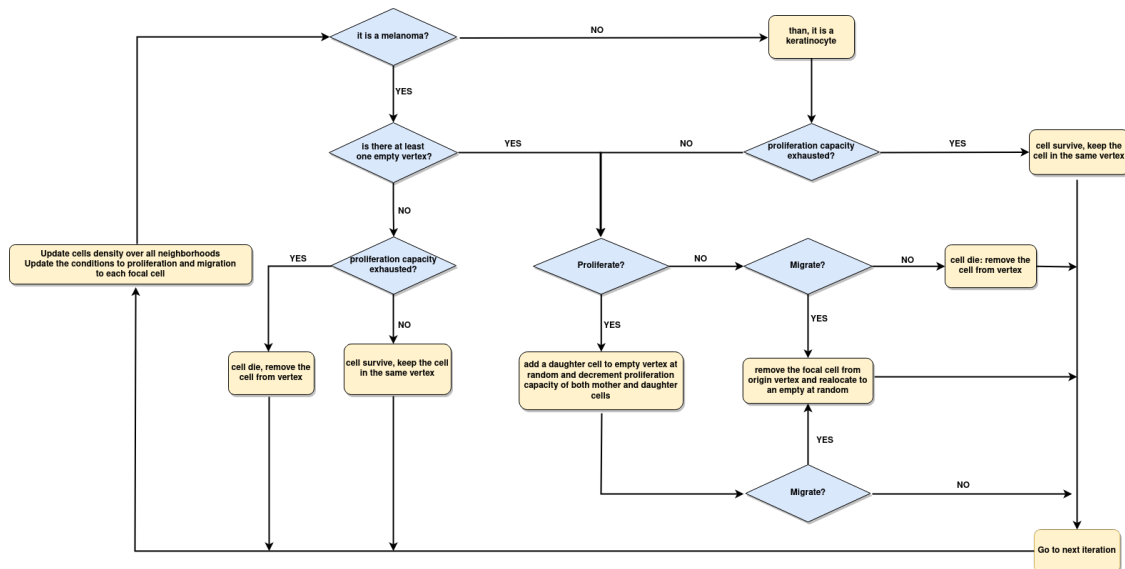 it is a melanoma?
NO
than, it is a
keratinocyte
YES
is there at least
one empty vertex?
YES
NO
proliferation capacity
exhausted?
YES
cell survive, keep the
cell in the same vertex
NO
Update cells density over all neighborhoods
Update the conditions to proliferation and migration
to each focal cell
YES
proliferation capacity
exhausted?
Proliferate?
NO
Migrate?
NO
cell die: remove the
cell from vertex
NO
YES
YES
cell die, remove the
cell from vertex
cell survive, keep the cell
in the same vertex
add a daughter cell to empty vertex at
random and decrement proliferation
capacity of both mother and daughter
cells
remove the focal cell from
origin vertex and realocate to
an empty at random
YES
Migrate?
NO
Go to next iteration